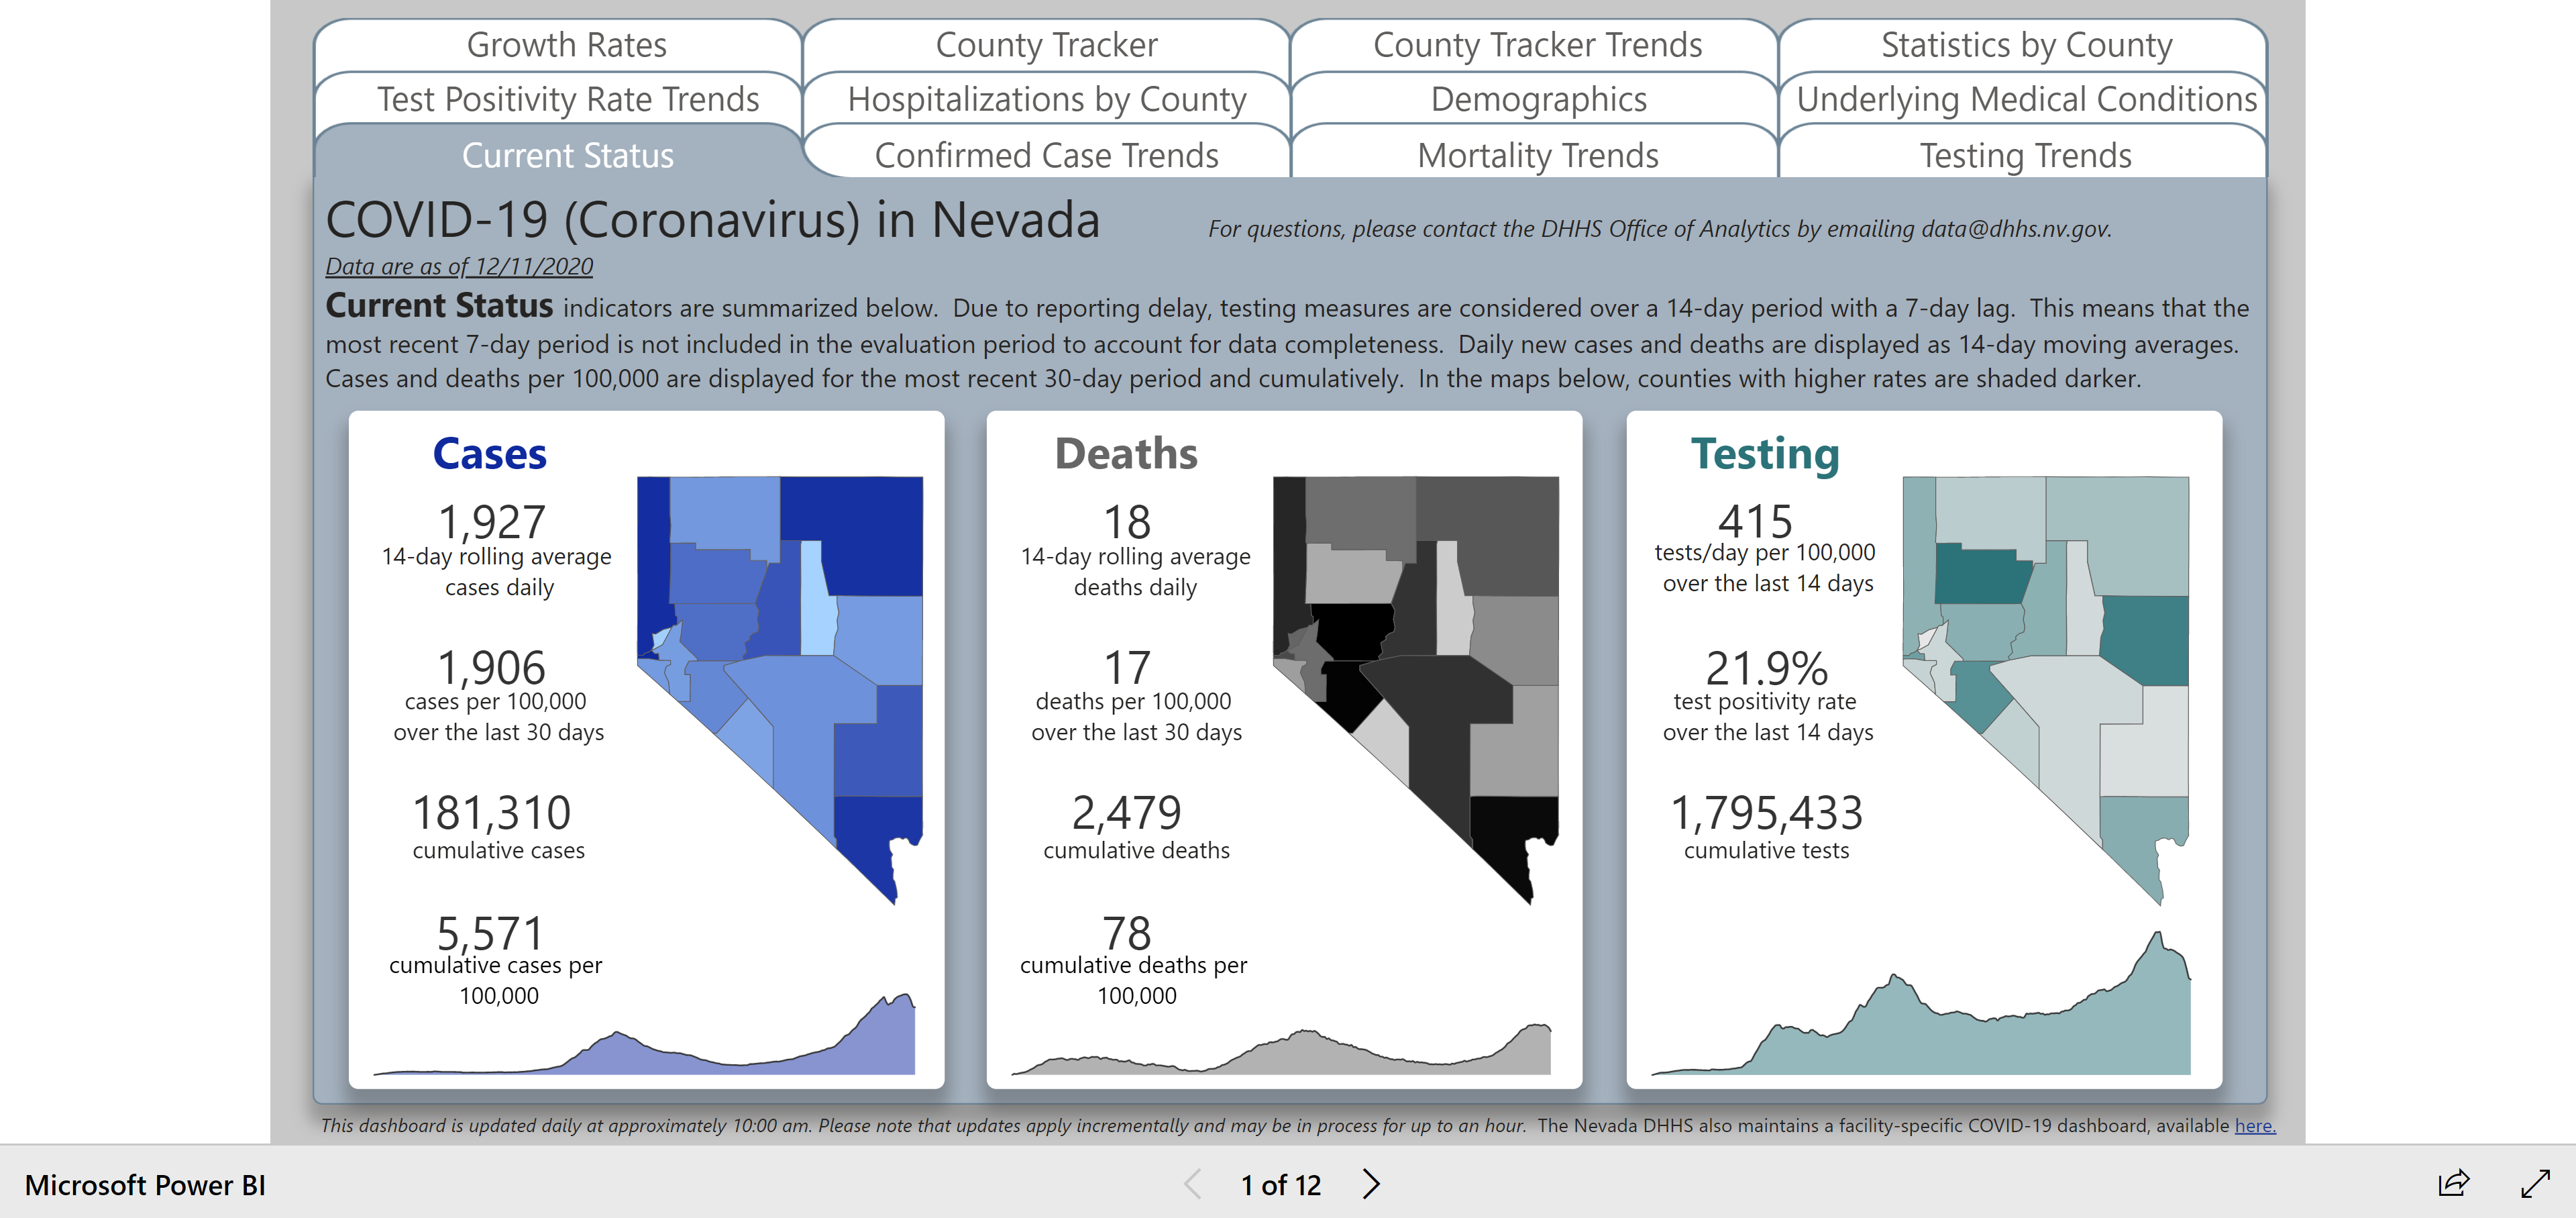 Growth Rates
County Tracker
County Tracker Trends
Statistics by County
Test Positivity Rate Trends
Hospitalizations by County
Demographics
Underlying Medical Conditions
Current Status
Confirmed Case Trends
Mortality Trends
Testing Trends
COVID-19 (Coronavirus) in Nevada
For questions, please contact the DHHS Office of Analytics by emailing data@dhhs.nv.gov.
Data are as of 12/11/2020
Current Status indicators are summarized below. Due to reporting delay, testing measures are considered over a 14-day period with a 7-day lag. This means that the
most recent 7-day period is not included in the evaluation period to account for data completeness. Daily new cases and deaths are displayed as 14-day moving averages.
Cases and deaths per 100,000 are displayed for the most recent 30-day period and cumulatively. In the maps below, counties with higher rates are shaded darker.
Cases
1,927
14-day rolling average
cases daily
1,906
cases per 100,000
over the last 30 days
181,310
cumulative cases
5,571
cumulative cases per
100,000
Deaths
18
14-day rolling average
deaths daily
17
deaths per 100,000
over the last 30 days
2,479
cumulative deaths
78
cumulative deaths per
100,000
Testing
415
tests/day per 100,000
over the last 14 days
21.9%
test positivity rate
over the last 14 days
1,795,433
cumulative tests
This dashboard is updated daily at approximately 10:00 am. Please note that updates apply incrementally and may be in process for up to an hour. The Nevada DHHS also maintains a facility-specific COVID-19 dashboard, available here.
Microsoft Power BI
1 of 12